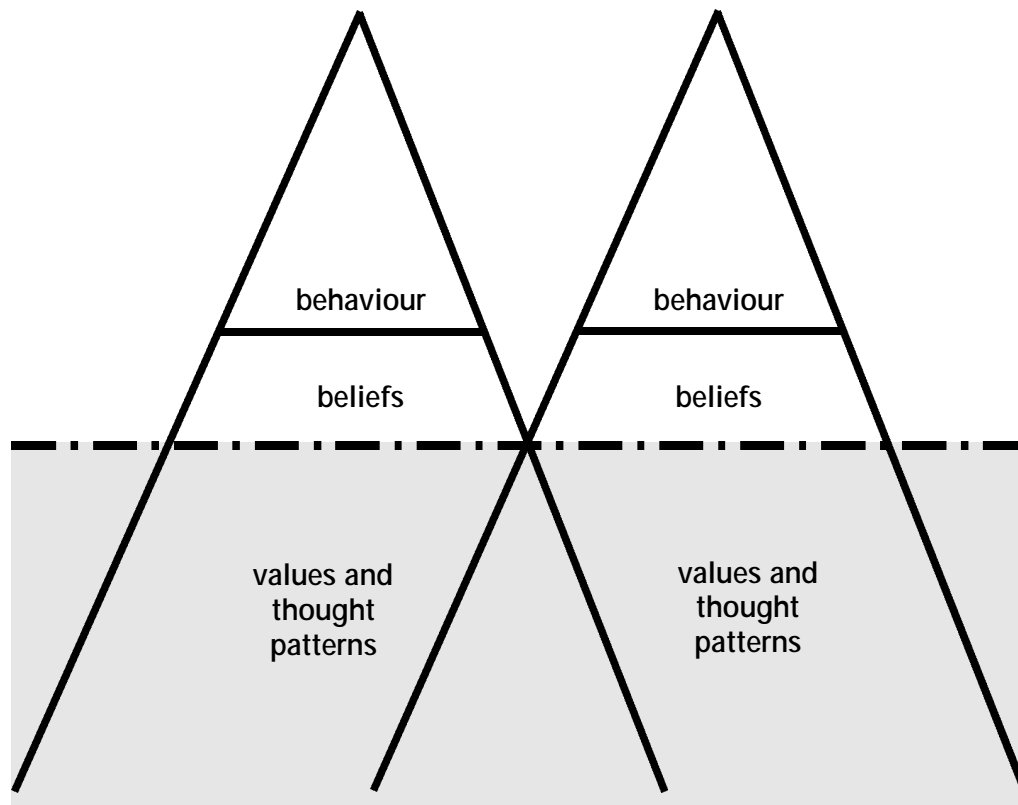 behaviour
behaviour
beliefs
beliefs
values and
thought
patterns
values and
thought
patterns